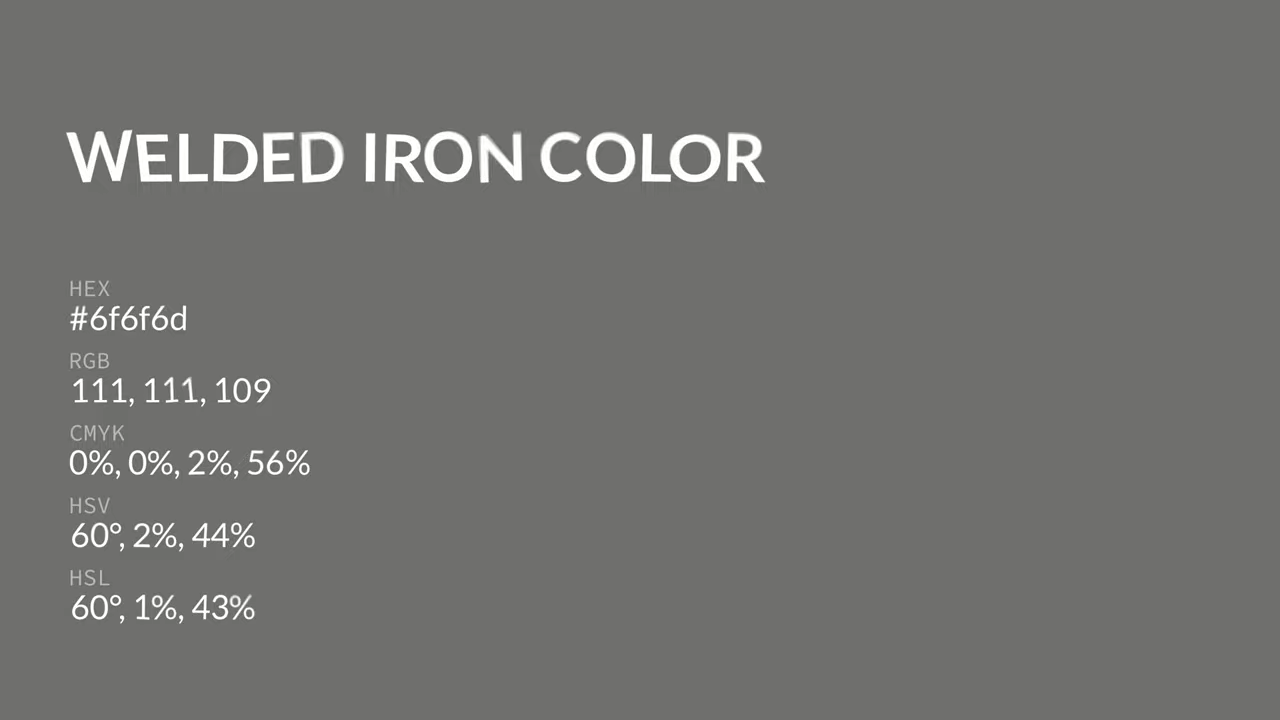 WELDED IRON COLOR
HEX
#6f6f6d
RGB
111, 111, 109
CMYK
0%, 0%, 2%, 56%
HSV
60°, 2%, 44%
HSL
60°, 1%, 43%